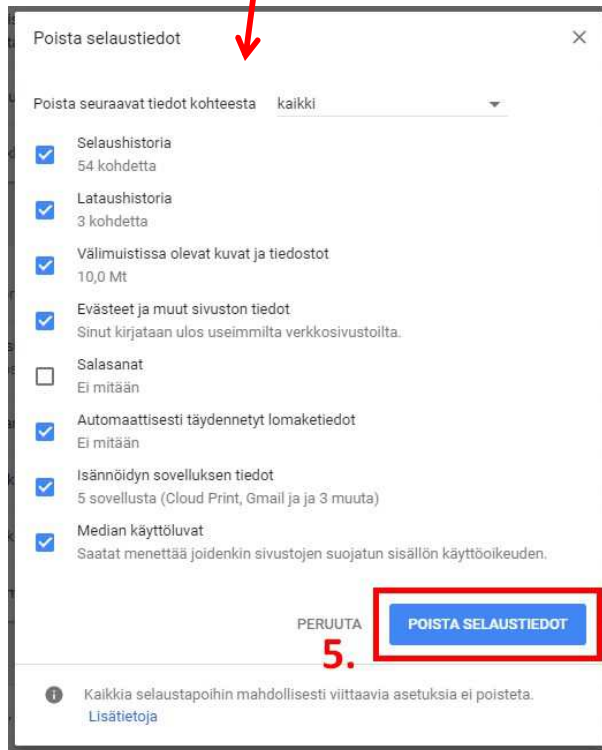 Poista selaustiedot
Poista seuraavat tiedot kohteesta kaikki
Selaushistoria
54 kohdetta
Lataushistoria
3 kohdetta
Välimuistissa olevat kuvat ja tiedostot
10,0 Mt
Evästeet ja muut sivuston tiedot
Sinut kirjataan ulos useimmilta verkkosivustoilta.
Salasanat
Ei mitään
Automaattisesti täydennetyt lomaketiedot
Ei mitään
Isännöidyn sovelluksen tiedot
5 sovellusta (Cloud Print, Gmail ja ja 3 muuta)
Median käyttöluvat
Saatat menettää joidenkin sivustojen suojatun sisällön käyttöoikeuden.
PERUUTA POISTA SELAUSTIEDOT
5.
Kaikkia selaustapoihin mahdollisesti viittaavia asetuksia ei poisteta.
Lisätietoja